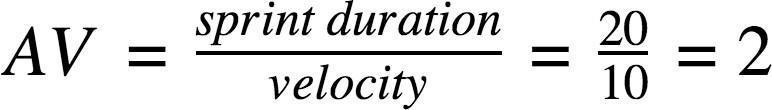 AV = sprint duration / velocity = 20 / 10 = 2